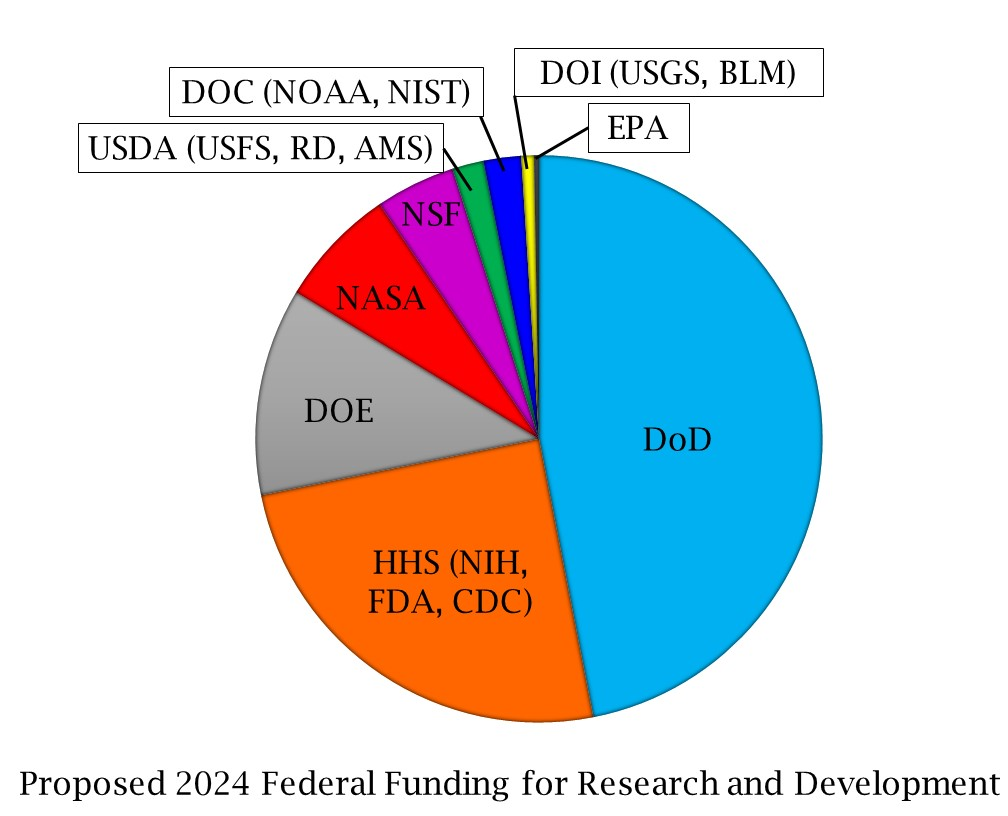 DOI (USGS, BLM)
DOC (NOAA, NIST)
EPA
USDA (USFS, RD, AMS)
NSF
NASA
DOE
DoD
HHS (NIH,
FDA, CDC)
Proposed 2024 Federal Funding for Research and Development